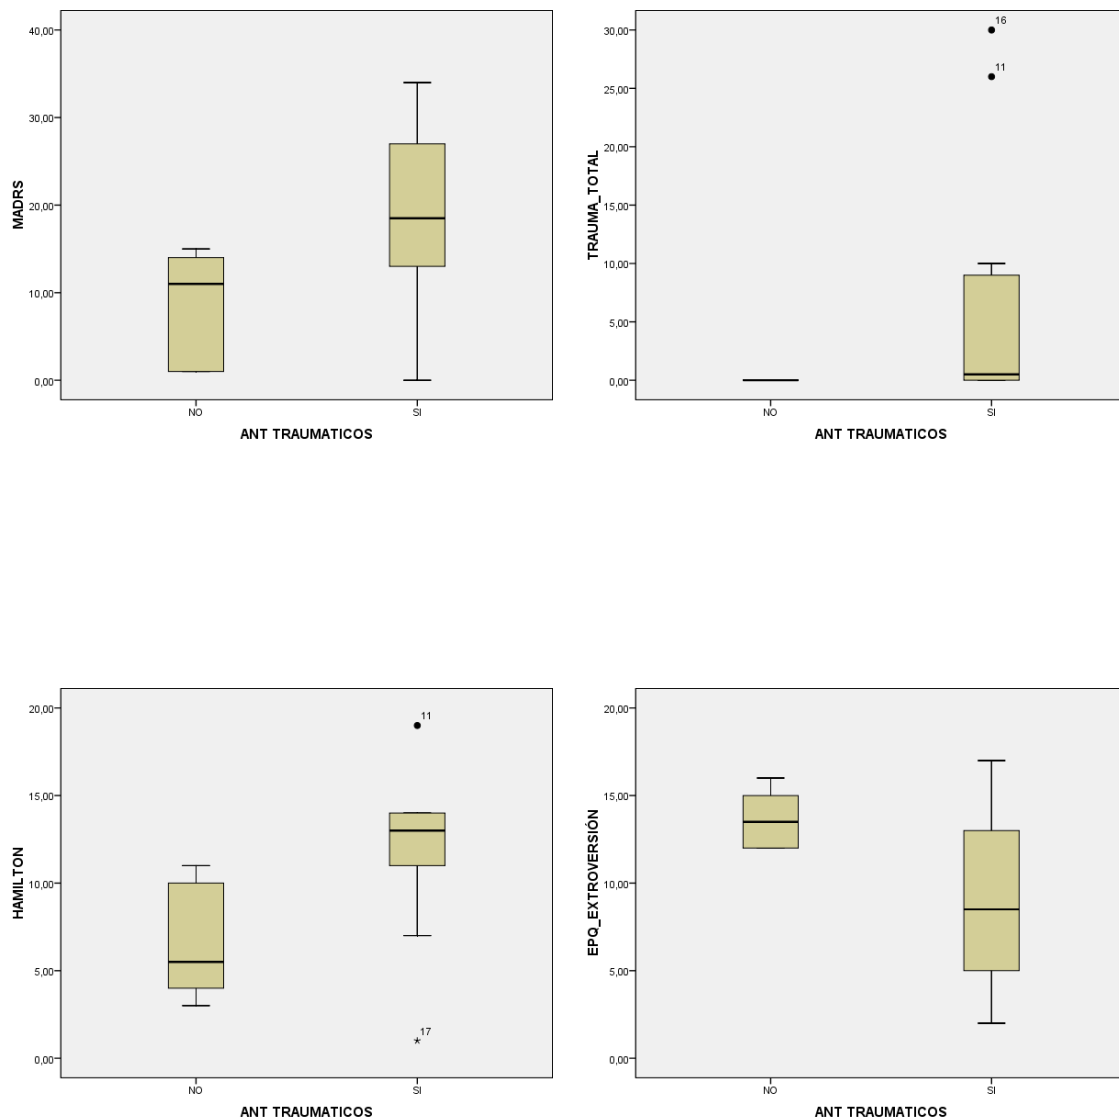 MADRS
40,00
30,00
20,00
10,00
0,00
NO
SI
ANT TRAUMATICOS
TRAUMA_TOTAL
30,00
25,00
20,00
15,00
10,00
5,00
0,00
16
11
NO
SI
ANT TRAUMATICOS
HAMILTON
20,00
15,00
10,00
5,00
0,00
11
17
NO
SI
ANT TRAUMATICOS
EPQ_EXTROVERSIÓN
20,00
15,00
10,00
5,00
0,00
NO
SI
ANT TRAUMATICOS